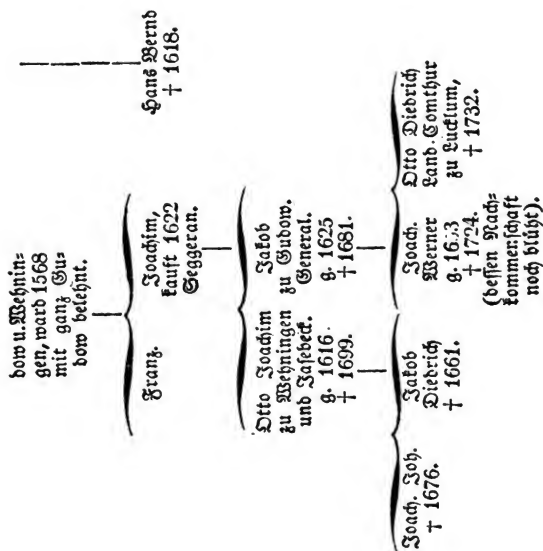 dow u. Wehnin=
gen, ward 1568
mit ganz Gu=
dow belehnt.
Franz.
Joachim,
kauft 1622
Seggeran.
Hans Bernd
† 1618.
Otto Joachim
zu Wehningen
und Jasebeck.
g. 1616
† 1699.
Jakob
zu Gudow.
General.
g. 1625
†1681.
Joach. Joh.
† 1676.
Jakob
Diedrich
† 1661.
Joach.
Werner
g.
† 1724.
(dessen Nach=
kommenschaft
noch blüht).
Otto Diedrich
Land-Comthur
zu Lucklum,
† 1732.